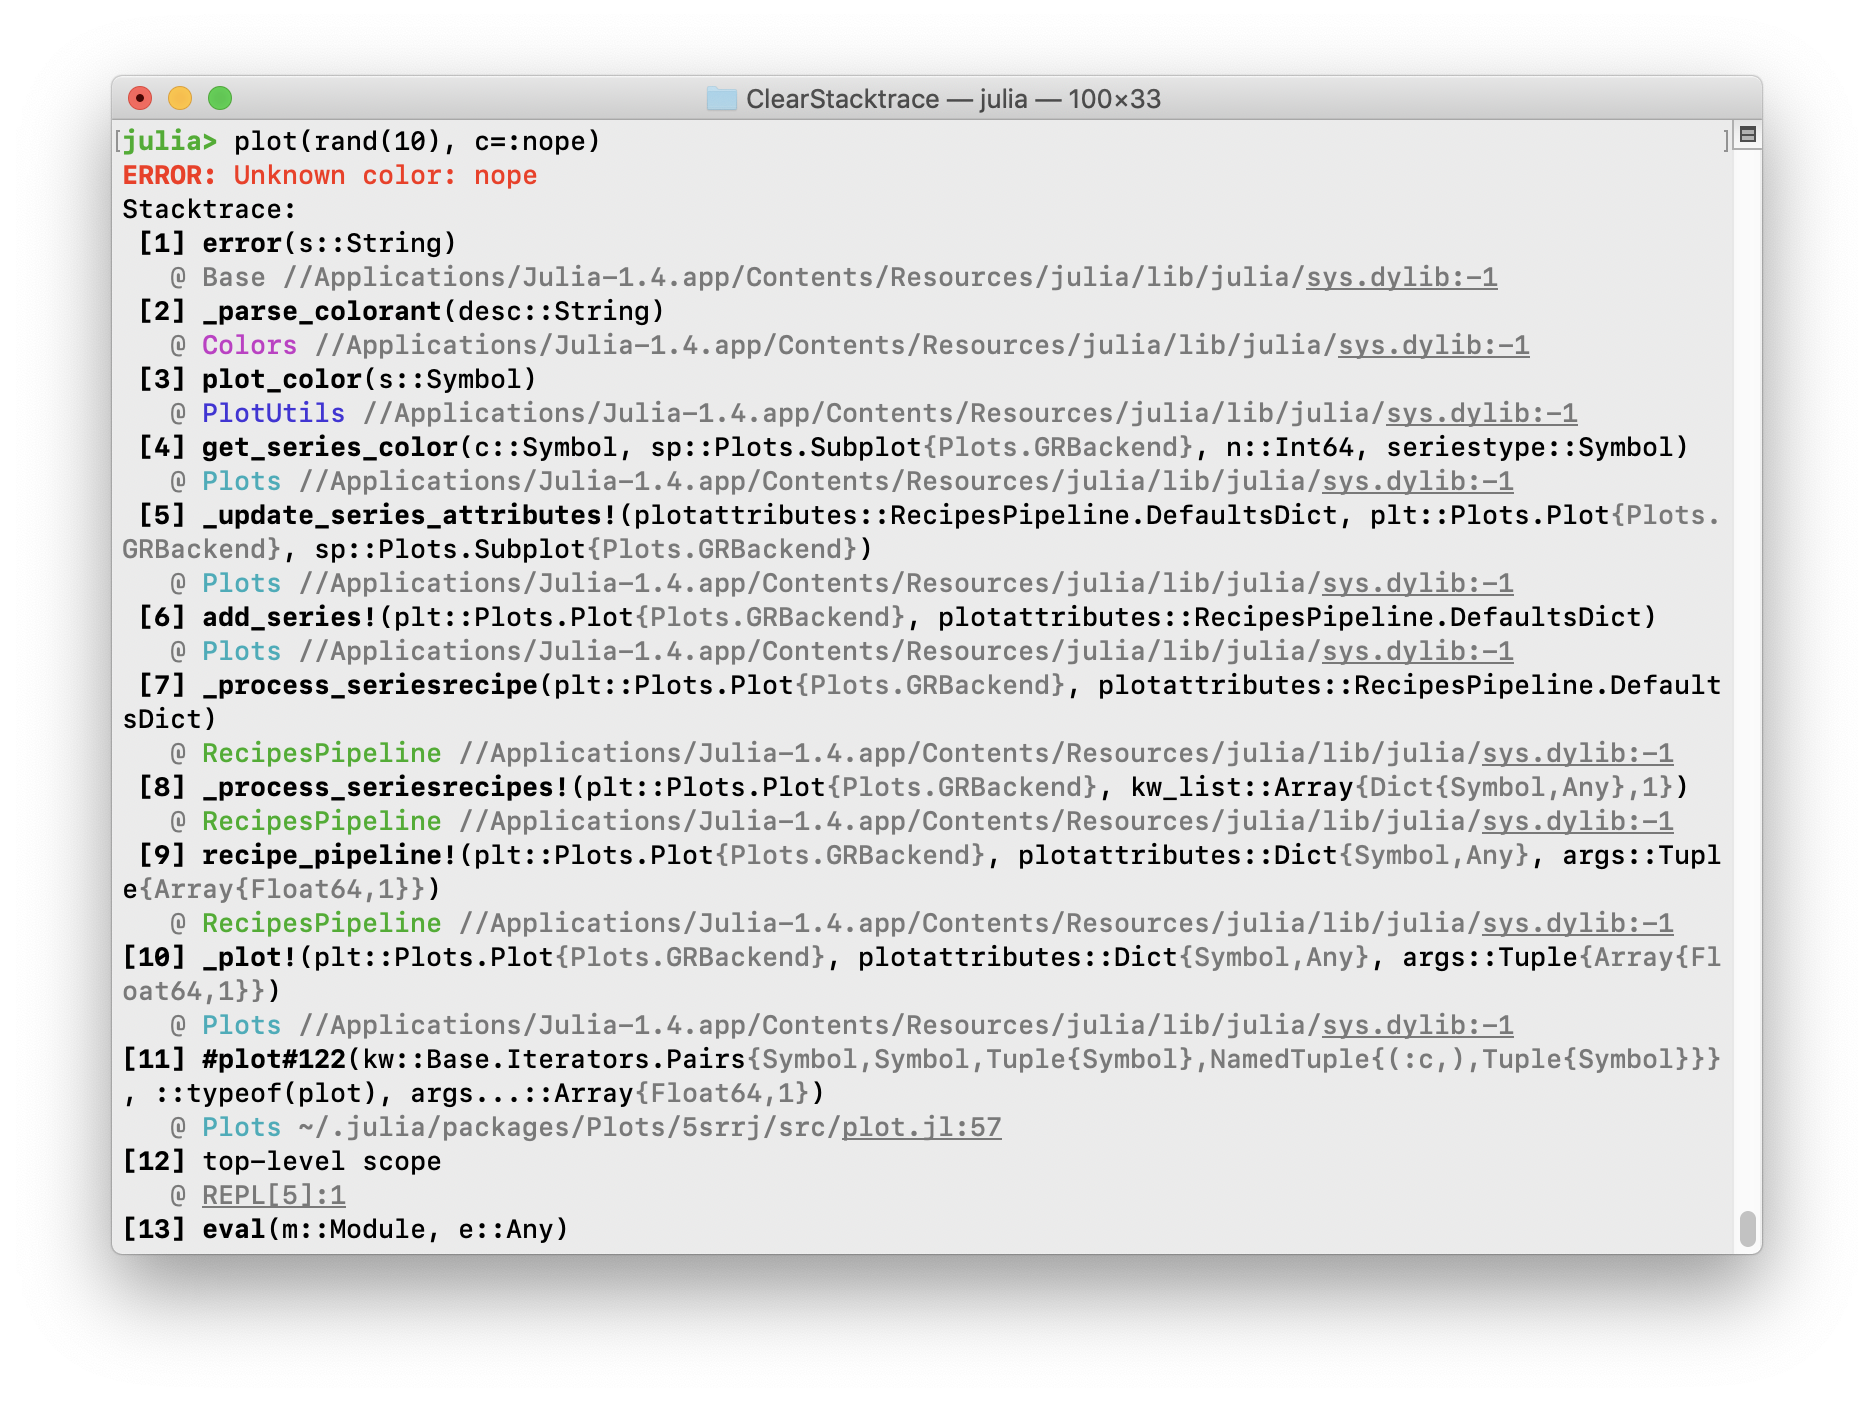 ClearStacktrace — julia — 100×33
[julia> plot(rand(10), c=:nope) ]
ERROR: Unknown color: nope
Stacktrace:
 [1] error(s::String)
   @ Base //Applications/Julia-1.4.app/Contents/Resources/julia/lib/julia/sys.dylib:-1
 [2] _parse_colorant(desc::String)
   @ Colors //Applications/Julia-1.4.app/Contents/Resources/julia/lib/julia/sys.dylib:-1
 [3] plot_color(s::Symbol)
   @ PlotUtils //Applications/Julia-1.4.app/Contents/Resources/julia/lib/julia/sys.dylib:-1
 [4] get_series_color(c::Symbol, sp::Plots.Subplot{Plots.GRBackend}, n::Int64, seriestype::Symbol)
   @ Plots //Applications/Julia-1.4.app/Contents/Resources/julia/lib/julia/sys.dylib:-1
 [5] _update_series_attributes!(plotattributes::RecipesPipeline.DefaultsDict, plt::Plots.Plot{Plots.
GRBackend}, sp::Plots.Subplot{Plots.GRBackend})
   @ Plots //Applications/Julia-1.4.app/Contents/Resources/julia/lib/julia/sys.dylib:-1
 [6] add_series!(plt::Plots.Plot{Plots.GRBackend}, plotattributes::RecipesPipeline.DefaultsDict)
   @ Plots //Applications/Julia-1.4.app/Contents/Resources/julia/lib/julia/sys.dylib:-1
 [7] _process_seriesrecipe(plt::Plots.Plot{Plots.GRBackend}, plotattributes::RecipesPipeline.Default
sDict)
   @ RecipesPipeline //Applications/Julia-1.4.app/Contents/Resources/julia/lib/julia/sys.dylib:-1
 [8] _process_seriesrecipes!(plt::Plots.Plot{Plots.GRBackend}, kw_list::Array{Dict{Symbol,Any},1})
   @ RecipesPipeline //Applications/Julia-1.4.app/Contents/Resources/julia/lib/julia/sys.dylib:-1
 [9] recipe_pipeline!(plt::Plots.Plot{Plots.GRBackend}, plotattributes::Dict{Symbol,Any}, args::Tupl
e{Array{Float64,1}})
   @ RecipesPipeline //Applications/Julia-1.4.app/Contents/Resources/julia/lib/julia/sys.dylib:-1
[10] _plot!(plt::Plots.Plot{Plots.GRBackend}, plotattributes::Dict{Symbol,Any}, args::Tuple{Array{Fl
oat64,1}})
   @ Plots //Applications/Julia-1.4.app/Contents/Resources/julia/lib/julia/sys.dylib:-1
[11] #plot#122(kw::Base.Iterators.Pairs{Symbol,Symbol,Tuple{Symbol},NamedTuple{(:c,),Tuple{Symbol}}}
, ::typeof(plot), args...::Array{Float64,1})
   @ Plots ~/.julia/packages/Plots/5srrj/src/plot.jl:57
[12] top-level scope
   @ REPL[5]:1
[13] eval(m::Module, e::Any)